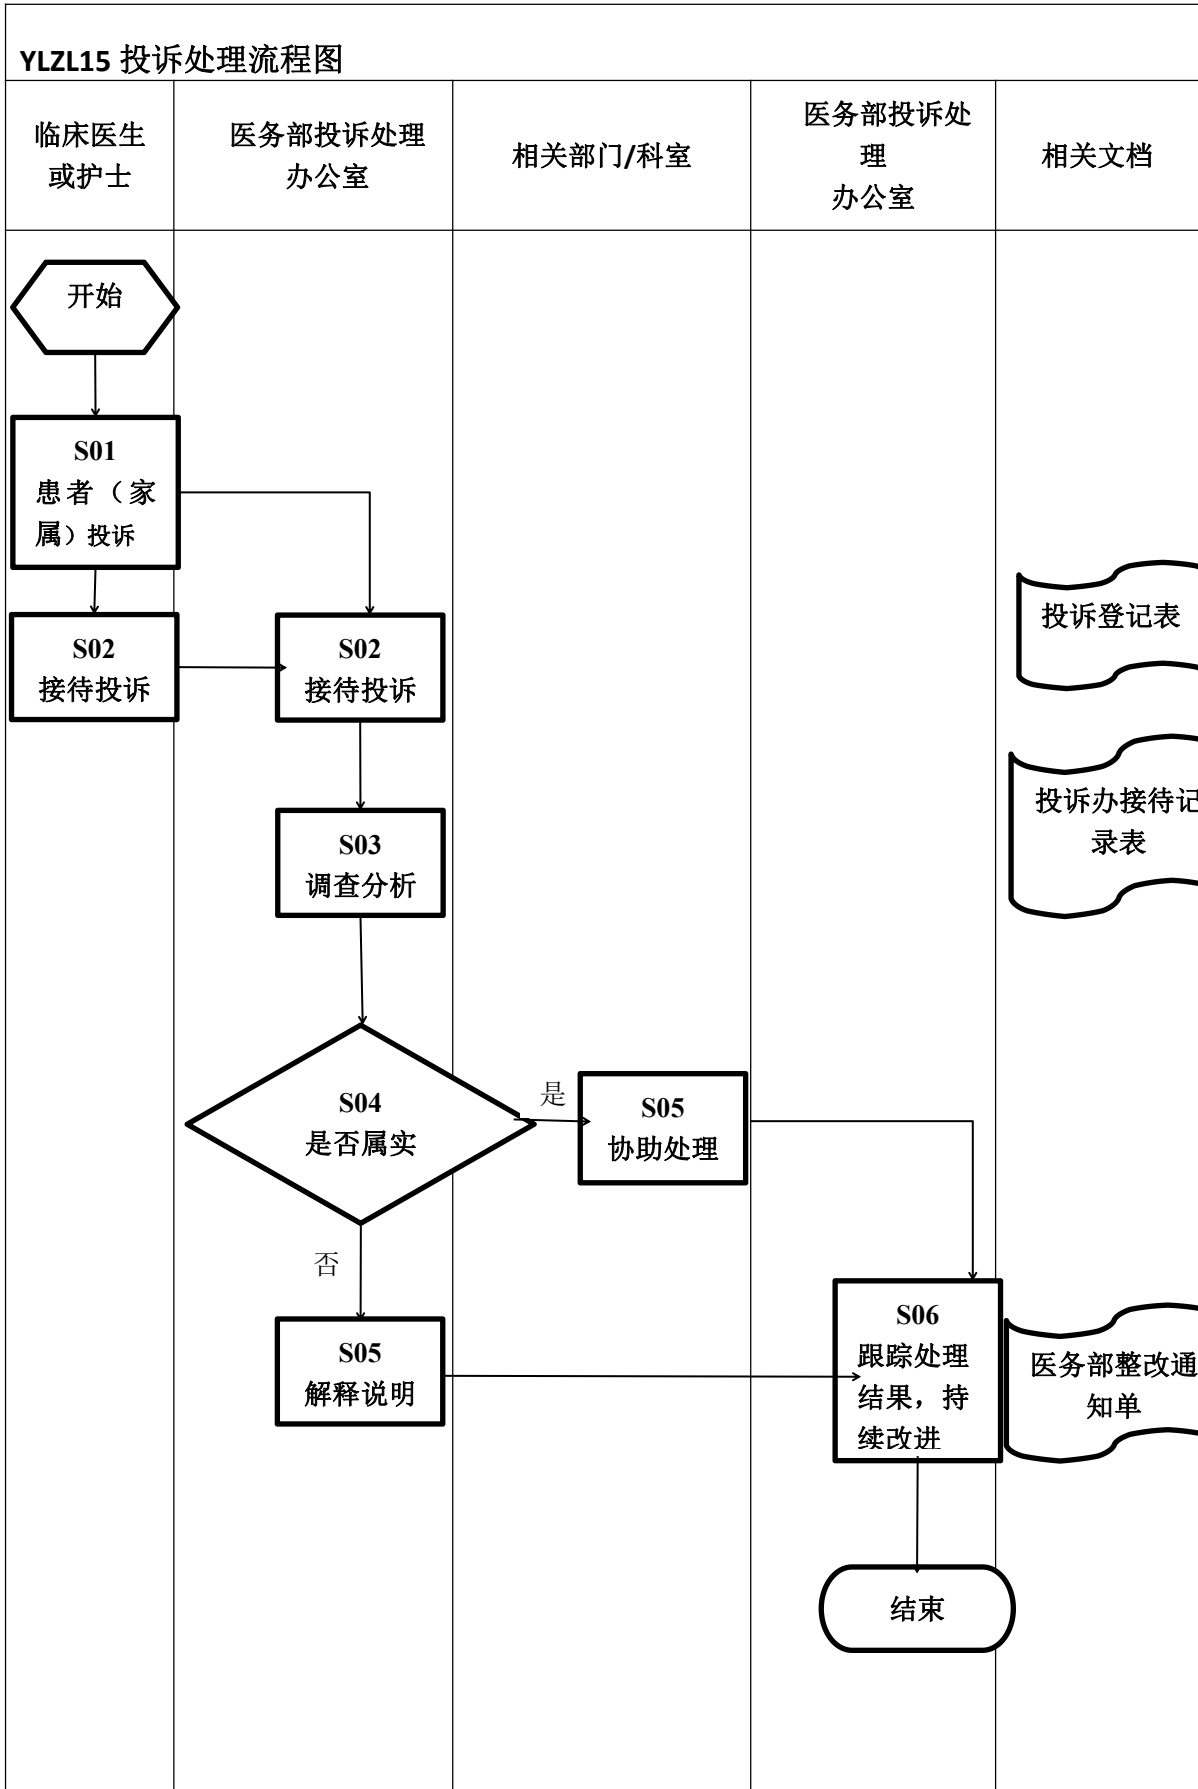 YLZL15 投诉处理流程图
临床医生
或护士
医务部投诉处理
办公室
相关部门/科室
医务部投诉处
理
办公室
相关文档
开始
S01
患者（家
属）投诉
S02
接待投诉
S02
接待投诉
投诉登记表
投诉办接待记
录表
S03
调查分析
S04
是否属实
是
S05
协助处理
否
S05
解释说明
S06
跟踪处理
结果，持
续改进
医务部整改通
知单
结束